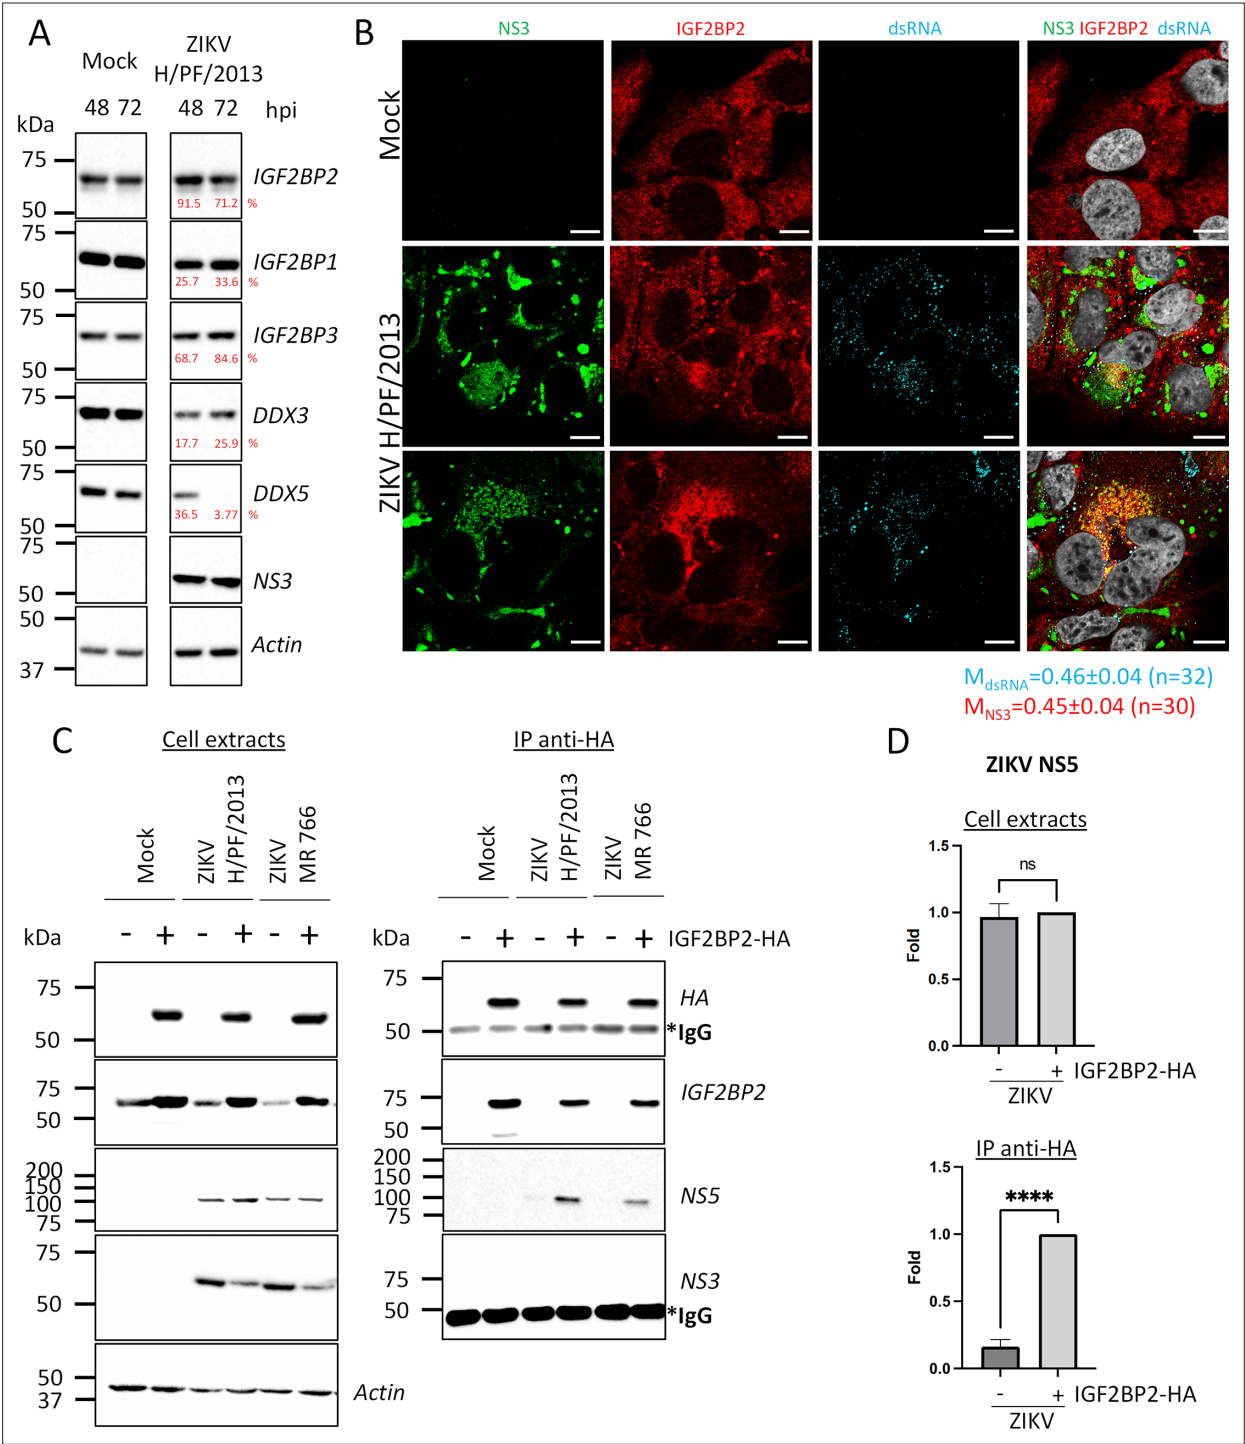 A
Mock
ZIKV
H/PF/2013
48 72
48 72
hpi
kDa
75
50
IGF2BP2
91.5 71.2 %
75
50
IGF2BP1
25.7 33.6 %
75
50
IGF2BP3
68.7 84.6 %
75
50
DDX3
17.7 25.9 %
75
50
DDX5
36.5 3.77 %
75
50
NS3
50
37
Actin
B
NS3
IGF2BP2
dsRNA
NS3 IGF2BP2 dsRNA
Mock
ZIKV H/PF/2013
MdsRNA=0.46±0.04 (n=32)
MNS3=0.45±0.04 (n=30)
C
Cell extracts
Mock
ZIKV
H/PF/2013
ZIKV
MR 766
kDa
- + - + - +
75
50
75
50
200
150
100
75
75
50
50
37
Actin
IP anti-HA
Mock
ZIKV
H/PF/2013
ZIKV
MR 766
kDa
- + - + - + IGF2BP2-HA
75
50
HA
*IgG
75
50
IGF2BP2
200
150
100
75
NS5
75
50
NS3
*IgG
D
ZIKV NS5
Cell extracts
1.5
1.0
0.5
0.0
Fold
ns
- + IGF2BP2-HA
ZIKV
IP anti-HA
1.5
1.0
0.5
0.0
Fold
****
- + IGF2BP2-HA
ZIKV